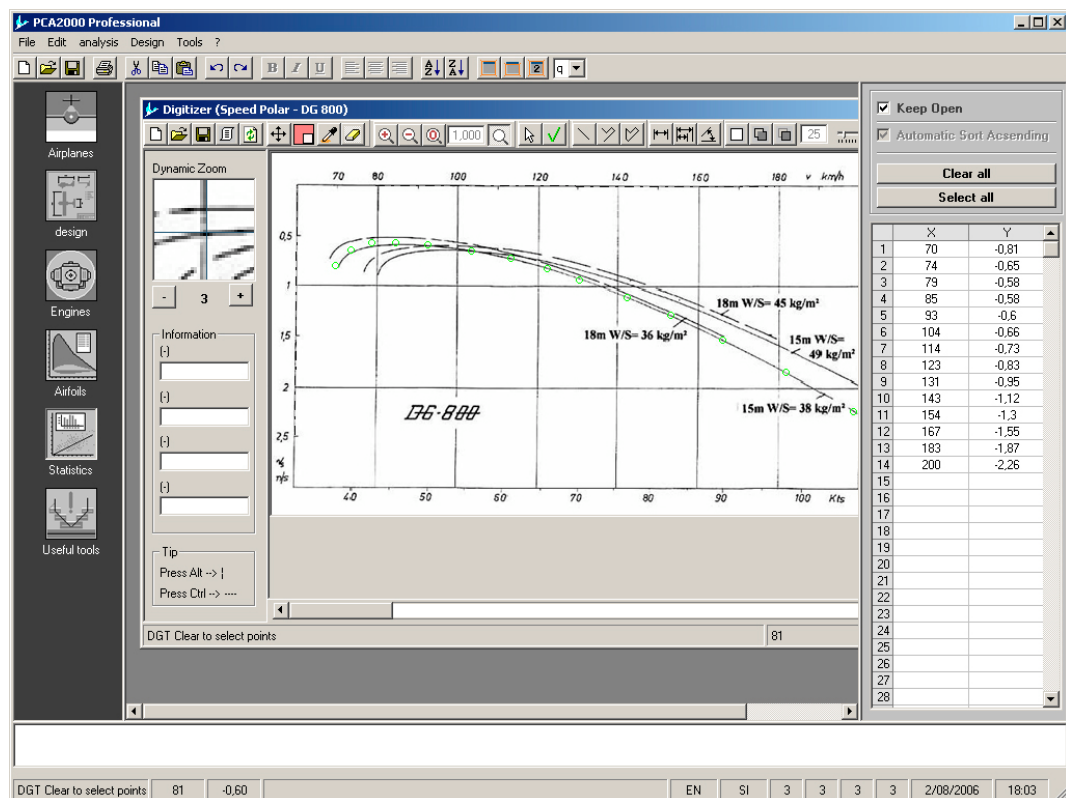 PCA2000 Professional
File Edit analysis Design Tools ?
B I U A Z Z A 2 q
Airplanes
design
Engines
Airfoils
Statistics
Useful tools
Digitizer (Speed Polar - DG 800)
1,000 25
Dynamic Zoom
- 3 +
Information
(-)
(-)
(-)
(-)
Tip
Press Alt --> ¦
Press Ctrl --> ----
70 80 100 120 140 160 180 v km/h
0,5
1
1,5
2
2,5
m/s
18m W/S= 45 kg/m²
18m W/S= 36 kg/m²
15m W/S=
49 kg/m²
15m W/S= 38 kg/m²
DG-800
40 50 60 70 80 90 100 Kts
DGT Clear to select points 81
Keep Open
Automatic Sort Acsending
Clear all
Select all
X Y
1 70 -0,81
2 74 -0,65
3 79 -0,58
4 85 -0,58
5 93 -0,6
6 104 -0,66
7 114 -0,73
8 123 -0,83
9 131 -0,95
10 143 -1,12
11 154 -1,3
12 167 -1,55
13 183 -1,87
14 200 -2,26
15
16
17
18
19
20
21
22
23
24
25
26
27
28
DGT Clear to select points 81 -0,60 EN SI 3 3 3 3 2/08/2006 18:03